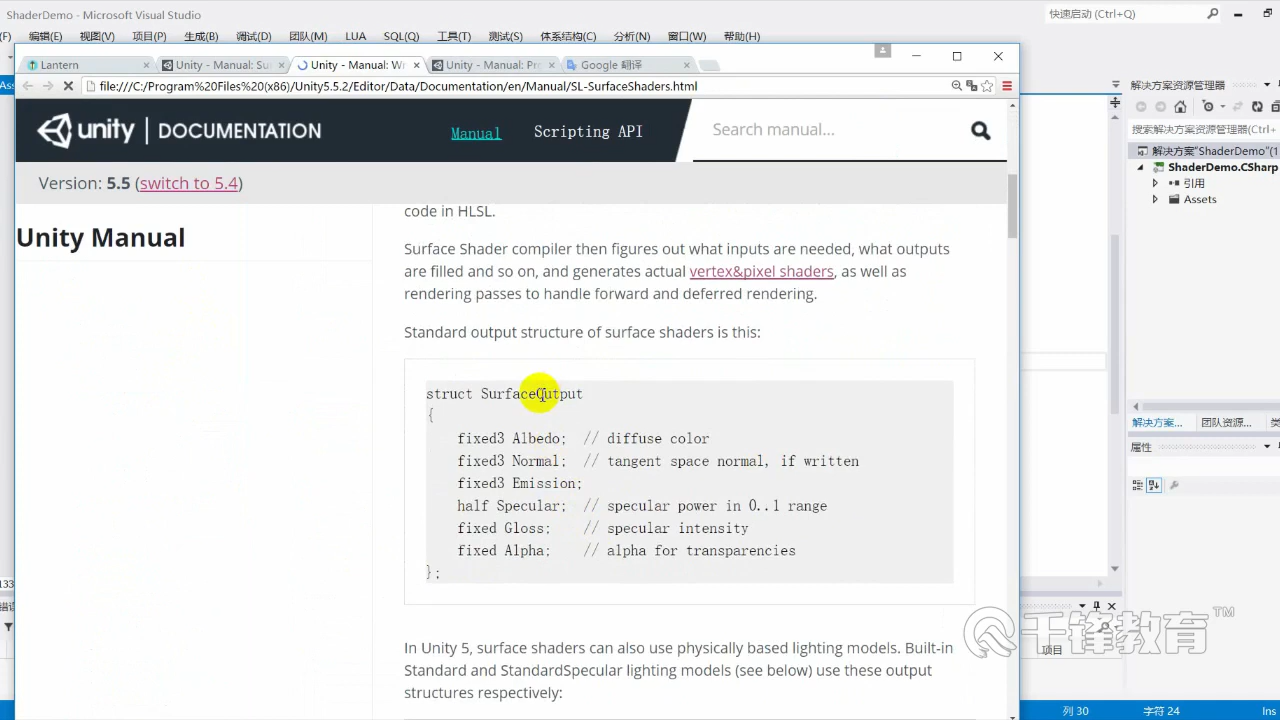 ShaderDemo - Microsoft Visual Studio
快速启动 (Ctrl+Q)
(F) 编辑(E) 视图(V) 项目(P) 生成(B) 调试(D) 团队(M) LUA SQL(Q) 工具(T) 测试(S) 体系结构(C) 分析(N) 窗口(W) 帮助(H)
Lantern
Unity - Manual: Su
Unity - Manual: Wr
Unity - Manual: Pro
Google 翻译
file:///C:/Program%20Files%20(x86)/Unity5.5.2/Editor/Data/Documentation/en/Manual/SL-SurfaceShaders.html
unity | DOCUMENTATION
Manual
Scripting API
Search manual...
Version: 5.5 (switch to 5.4)
Unity Manual
code in HLSL.
Surface Shader compiler then figures out what inputs are needed, what outputs
are filled and so on, and generates actual vertex&pixel shaders, as well as
rendering passes to handle forward and deferred rendering.
Standard output structure of surface shaders is this:
struct SurfaceOutput
{
fixed3 Albedo; // diffuse color
fixed3 Normal; // tangent space normal, if written
fixed3 Emission;
half Specular; // specular power in 0..1 range
fixed Gloss; // specular intensity
fixed Alpha; // alpha for transparencies
};
In Unity 5, surface shaders can also use physically based lighting models. Built-in
Standard and StandardSpecular lighting models (see below) use these output
structures respectively:
解决方案资源管理器
搜索解决方案资源管理器(Ctrl+
解决方案"ShaderDemo"(1
ShaderDemo.CSharp
引用
Assets
解决方案...
团队资源...
类
属性
133
错误
千锋教育™
项目
列 30
字符 24
Ins